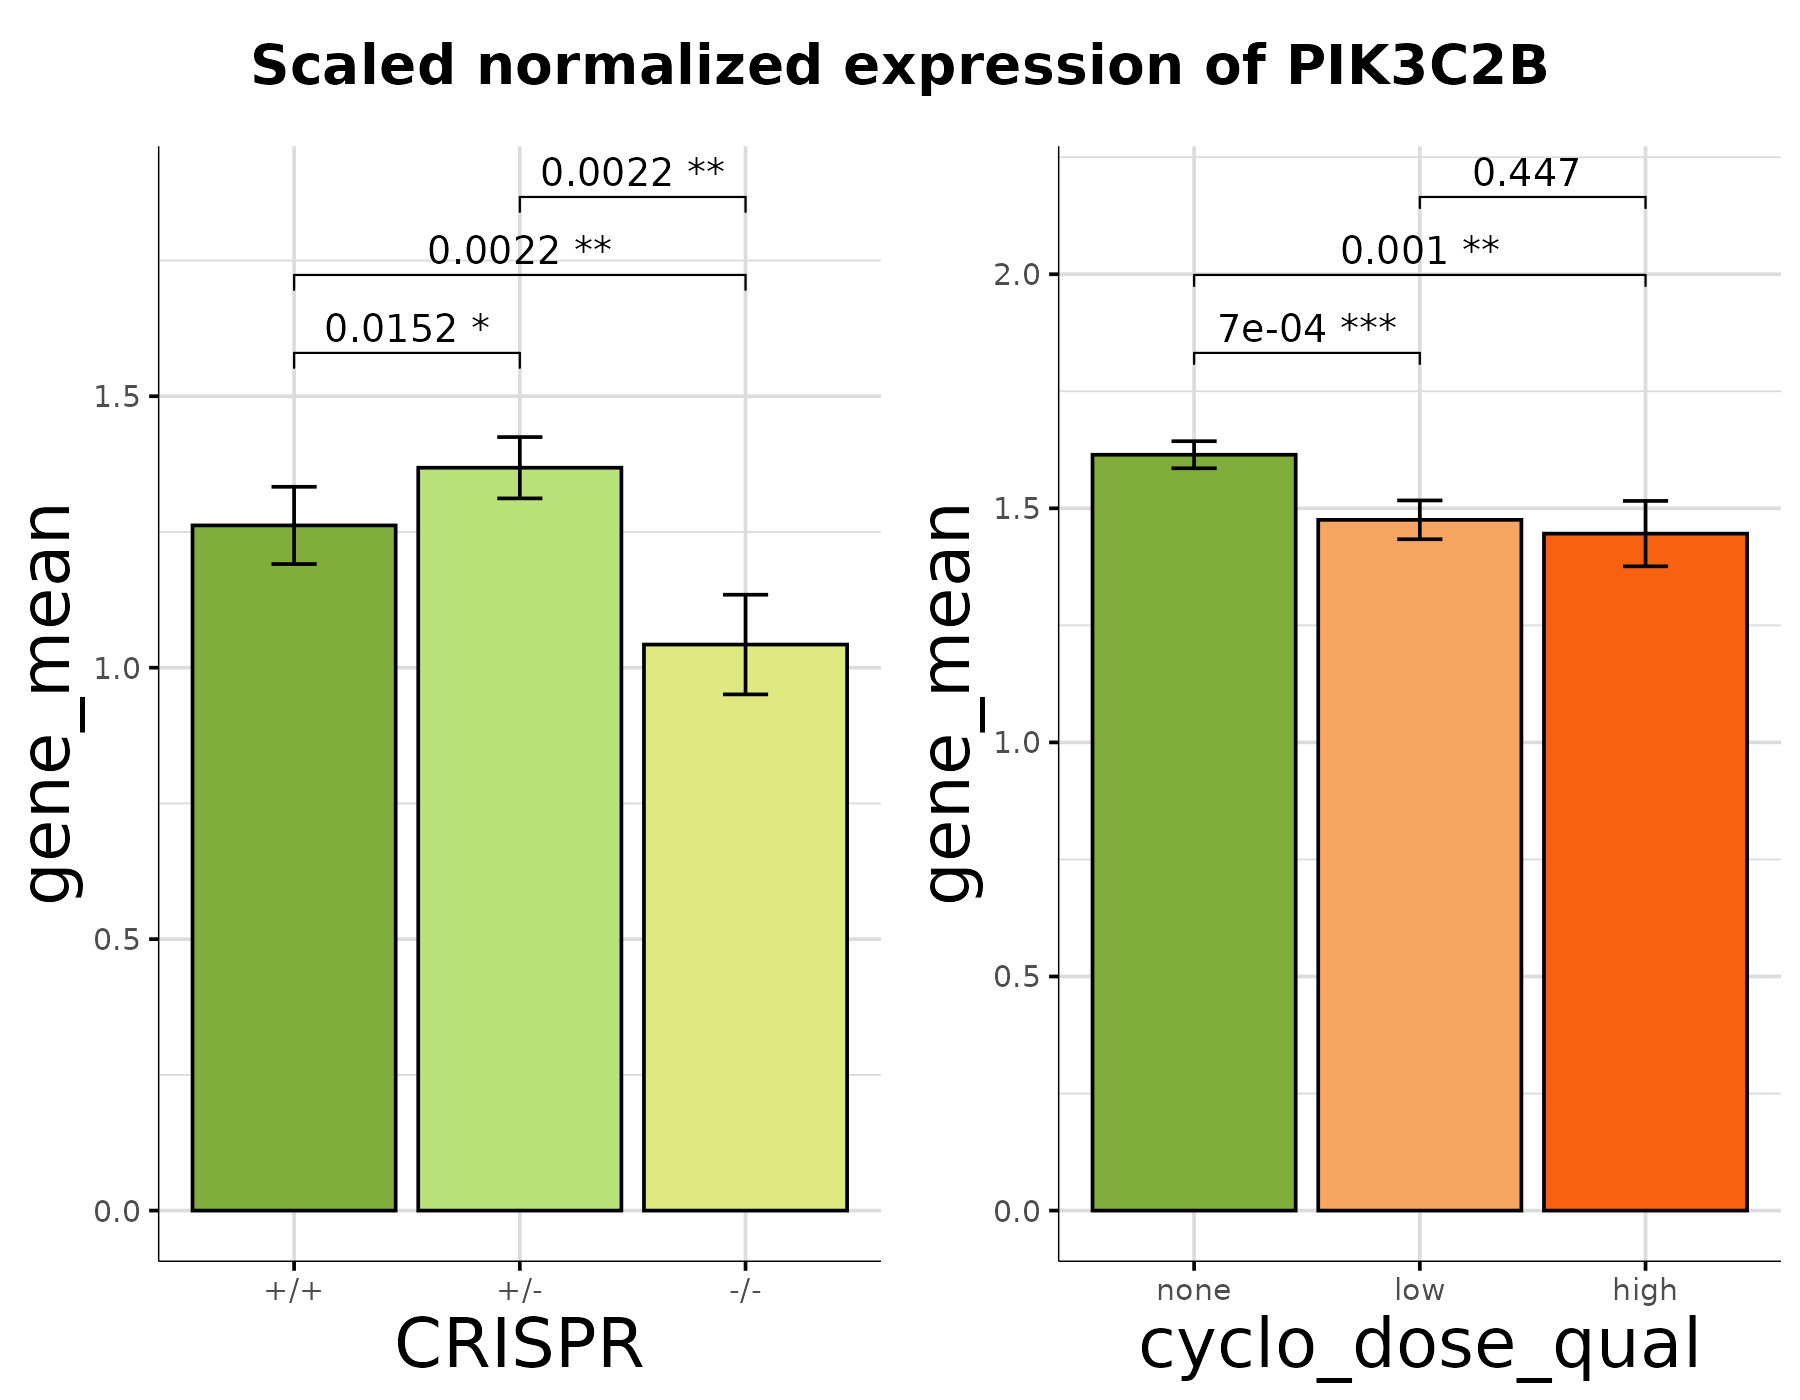 Scaled normalized expression of PIK3C2B
gene_mean
0.0022 **
0.0022 **
0.0152 *
1.5
1.0
0.5
0.0
+/+
+/-
-/-
CRISPR
gene_mean
0.447
0.001 **
7e-04 ***
2.0
1.5
1.0
0.5
0.0
none
low
high
cyclo_dose_qual